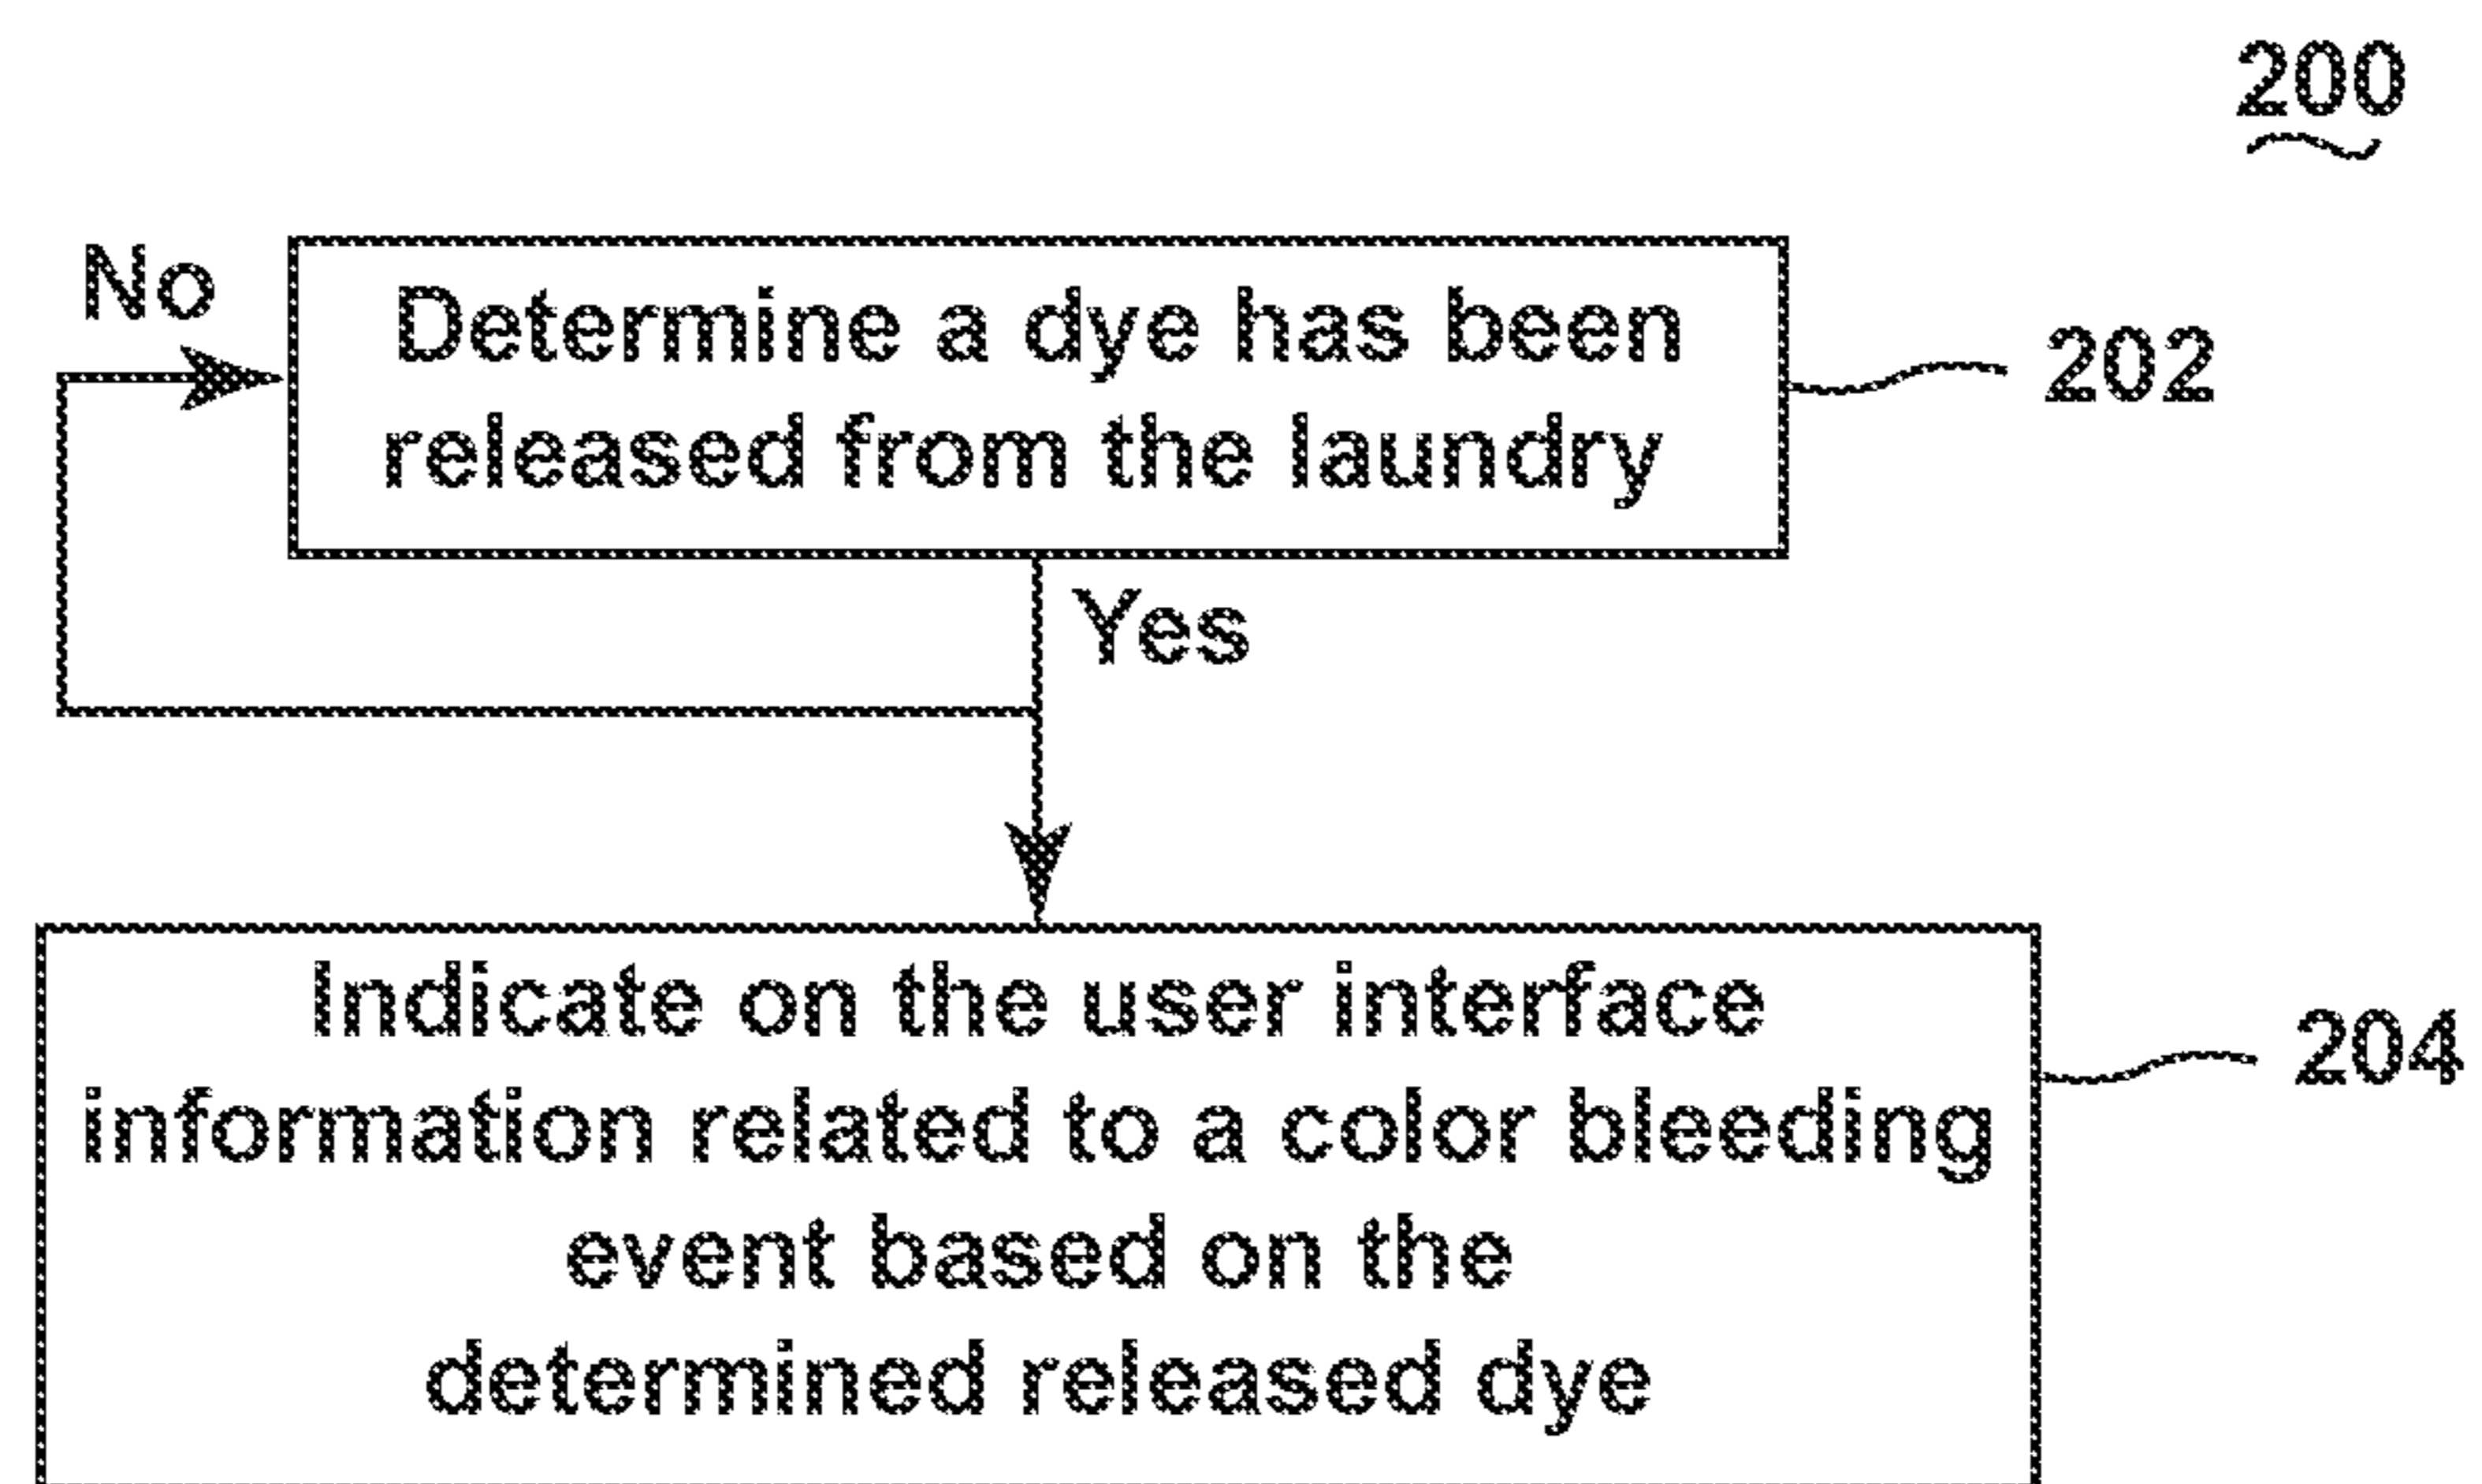 200
No
Determine a dye has been
released from the laundry
202
Yes
Indicate on the user interface
information related to a color bleeding
event based on the
determined released dye
204